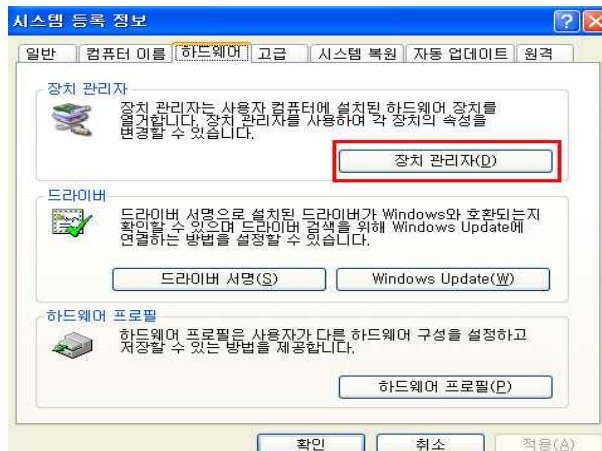 시스템 등록 정보
일반 컴퓨터 이름 하드웨어 고급 시스템 복원 자동 업데이트 원격
장치 관리자
장치 관리자는 사용자 컴퓨터에 설치된 하드웨어 장치를
열거합니다. 장치 관리자를 사용하여 각 장치의 속성을
변경할 수 있습니다.
장치 관리자(D)
드라이버
드라이버 서명으로 설치된 드라이버가 Windows와 호환되는지
확인할 수 있으며 드라이버 검색을 위해 Windows Update에
연결하는 방법을 설정할 수 있습니다.
드라이버 서명(S) Windows Update(W)
하드웨어 프로필
하드웨어 프로필은 사용자가 다른 하드웨어 구성을 설정하고
저장할 수 있는 방법을 제공합니다.
하드웨어 프로필(P)
확인 취소 적용(A)